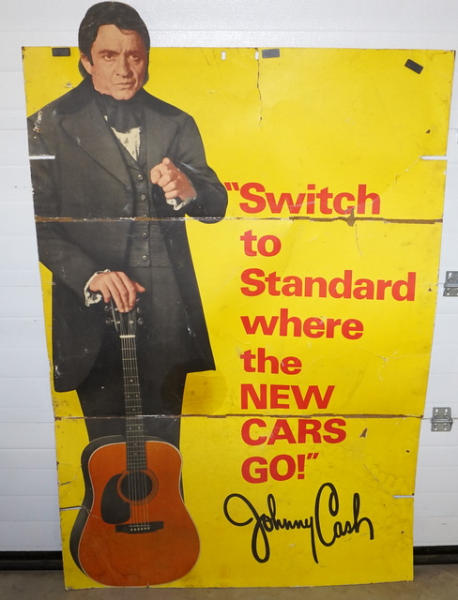 "Switch
to
Standard
where
the
NEW
CARS
GO!"
Johnny Cash